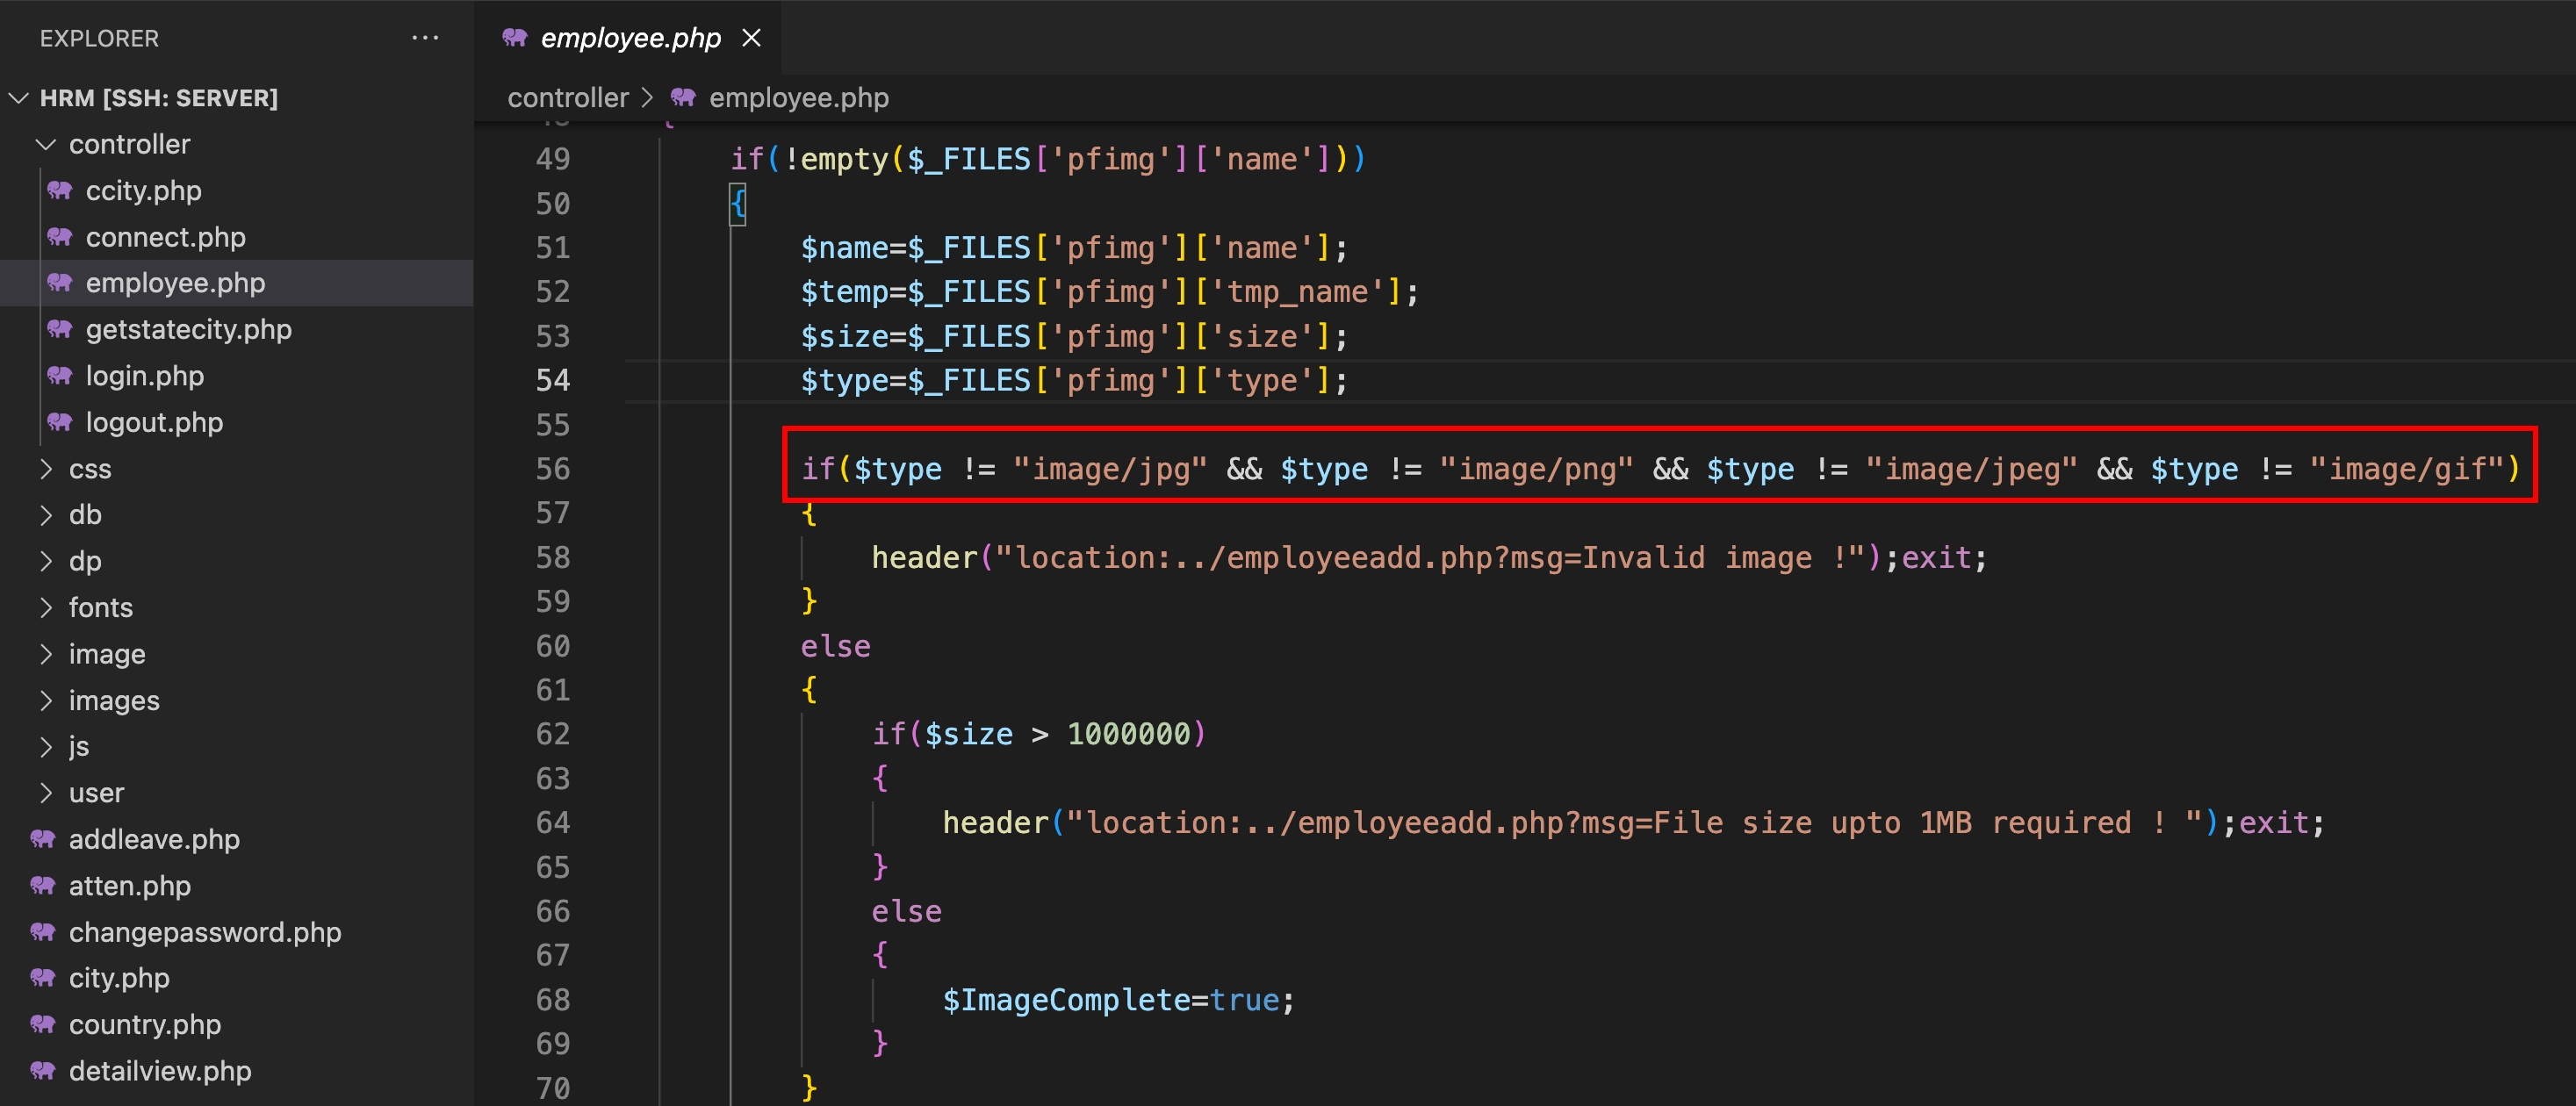 EXPLORER
HRM [SSH: SERVER]
controller
ccity.php
connect.php
employee.php
getstatecity.php
login.php
logout.php
css
db
dp
fonts
image
images
js
user
addleave.php
atten.php
changepassword.php
city.php
country.php
detailview.php
employee.php
controller > employee.php
49 if(!empty($_FILES['pfimg']['name']))
50 {
51 $name=$_FILES['pfimg']['name'];
52 $temp=$_FILES['pfimg']['tmp_name'];
53 $size=$_FILES['pfimg']['size'];
54 $type=$_FILES['pfimg']['type'];
55
56 if($type != "image/jpg" && $type != "image/png" && $type != "image/jpeg" && $type != "image/gif")
57 {
58 header("location:../employeeadd.php?msg=Invalid image !");exit;
59 }
60 else
61 {
62 if($size > 1000000)
63 {
64 header("location:../employeeadd.php?msg=File size upto 1MB required ! ");exit;
65 }
66 else
67 {
68 $ImageComplete=true;
69 }
70 }